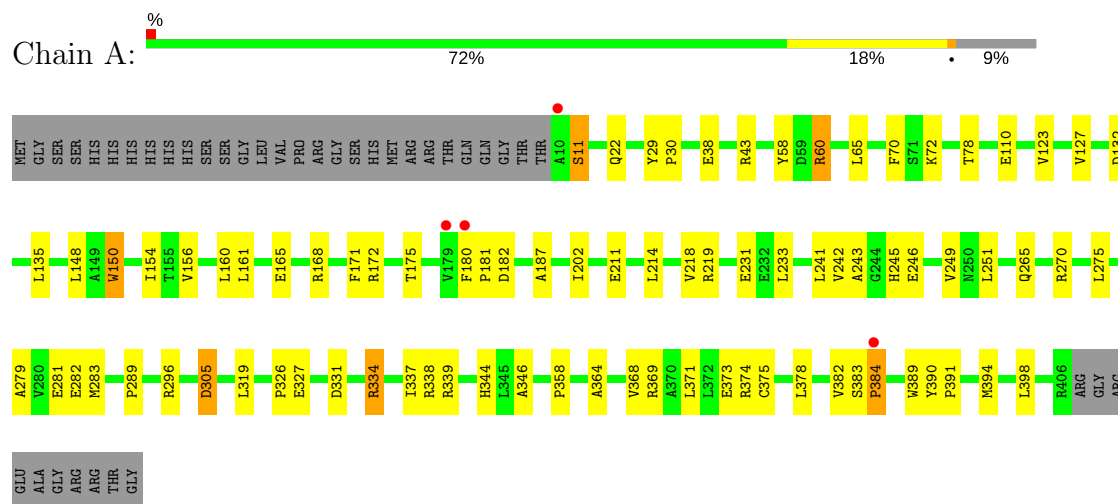 %
Chain A:
72% 18% • 9%
MET GLY SER SER HIS HIS HIS HIS HIS HIS SER SER GLY LEU VAL PRO ARG GLY SER HIS MET ARG ARG THR GLN GLN GLY THR THR A10 S11 Q22 Y29 P30 E38 R43 Y58 D59 R60 L65 F70 S71 K72 T78 E110 V123 V127 D132
L135 L148 A149 W150 I154 T155 V156 L160 L161 E165 R168 F171 R172 T175 V179 F180 P181 D182 A187 I202 E211 L214 V218 R219 E231 E232 L233 L241 V242 A243 G244 H245 E246 V249 N250 L251 Q265 R270 L275
A279 V280 E281 E282 M283 P289 R296 D305 L319 P326 E327 D331 R334 I337 R338 R339 H344 L345 A346 P358 A364 V368 R369 A370 L371 L372 E373 R374 C375 L378 V382 S383 P384 W389 Y390 P391 M394 L398 R406 ARG GLY ARG
GLU ALA GLY ARG ARG THR GLY